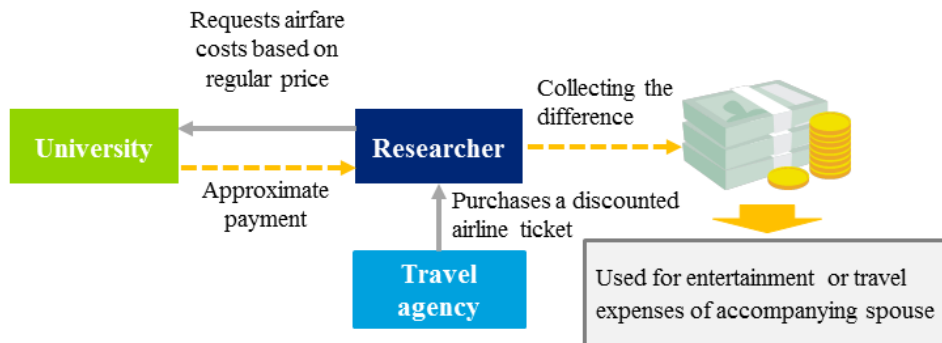 Requests airfare
costs based on
regular price
University
Researcher
Collecting the
difference
Approximate
payment
Purchases a discounted
airline ticket
Travel
agency
Used for entertainment or travel
expenses of accompanying spouse